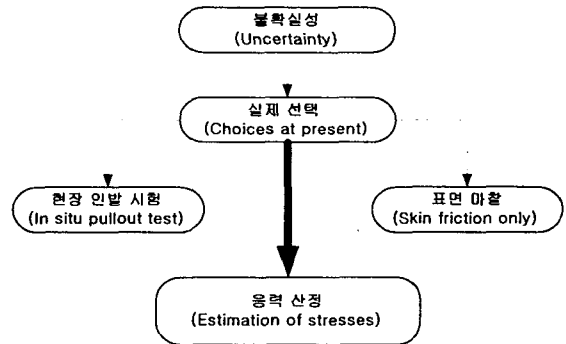 불확실성
(Uncertainty)
실제 선택
(Choices at present)
현장 인발 시험
(In situ pullout test)
표면 마찰
(Skin friction only)
응력 산정
(Estimation of stresses)